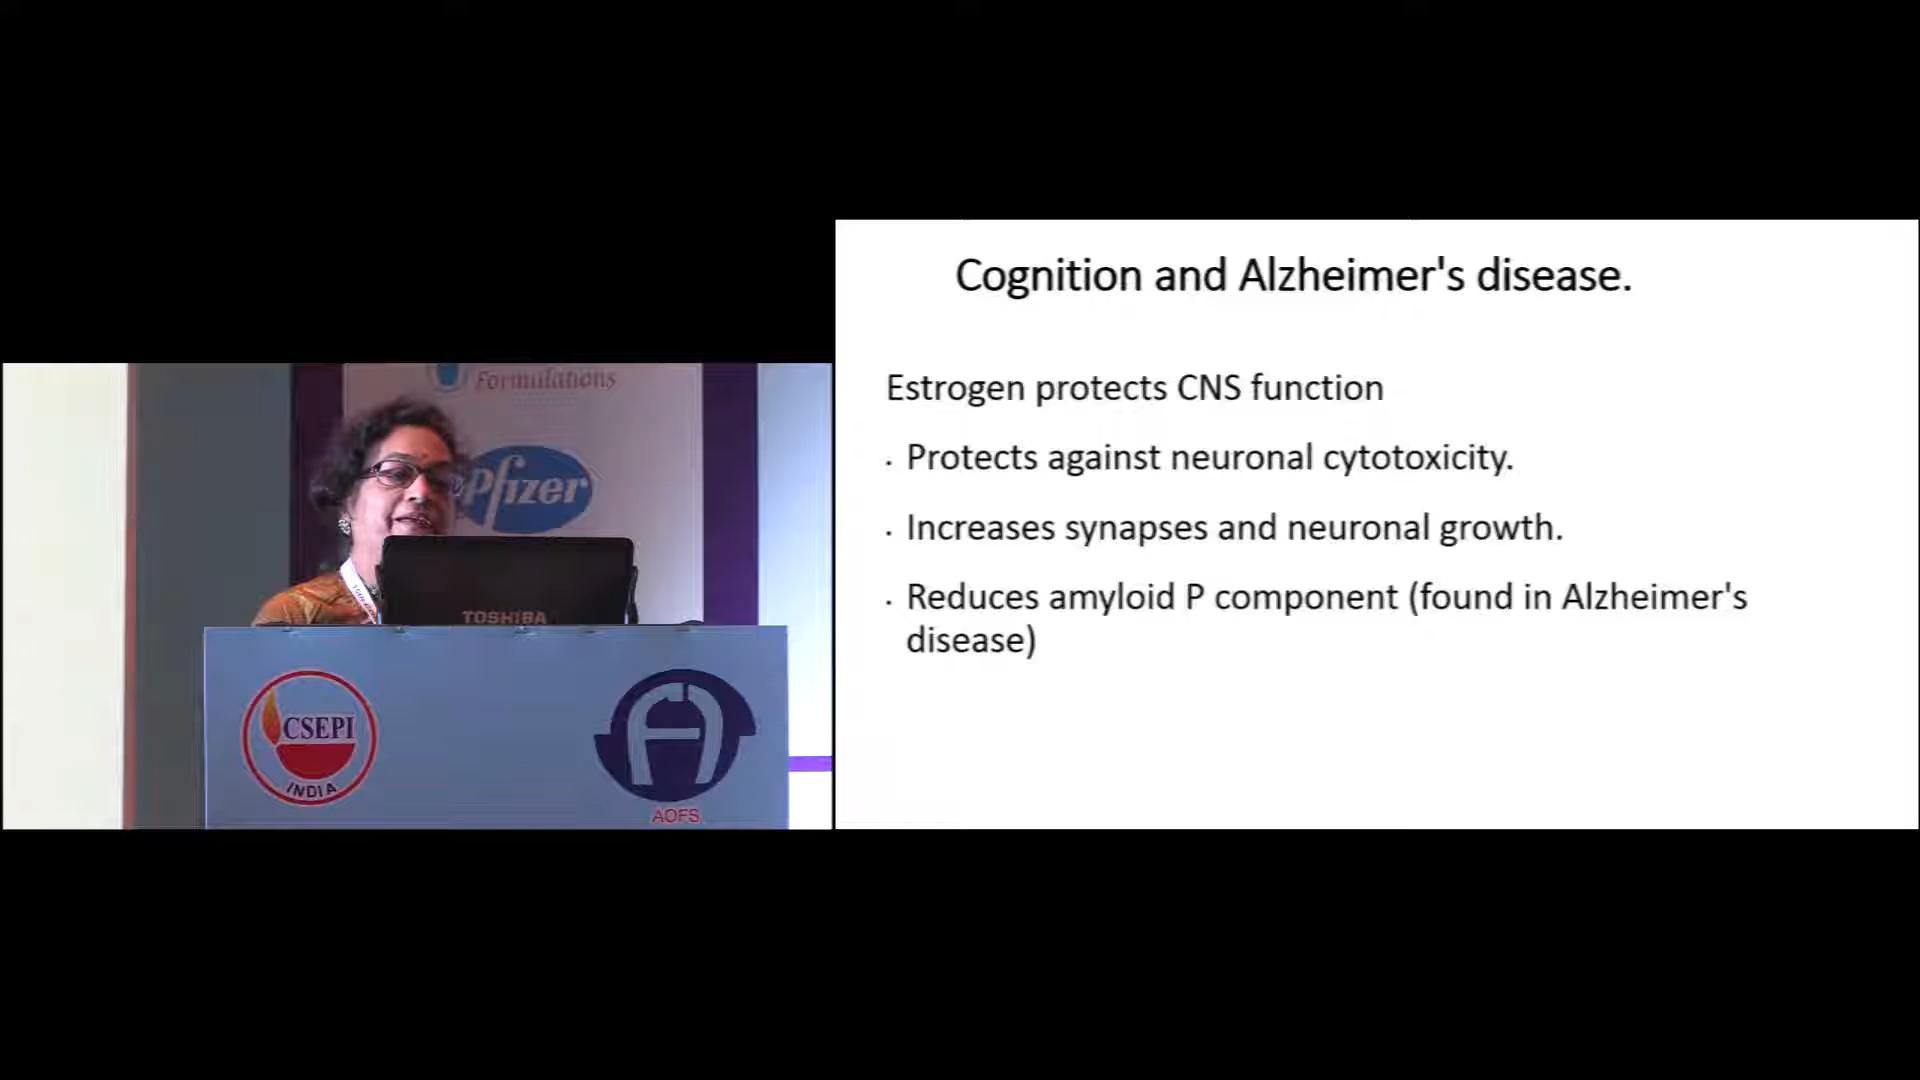 Formulations
Pfizer
TOSHIBA
CSEPI
INDIA
AOFS
Cognition and Alzheimer's disease.
Estrogen protects CNS function
· Protects against neuronal cytotoxicity.
· Increases synapses and neuronal growth.
· Reduces amyloid P component (found in Alzheimer's
disease)